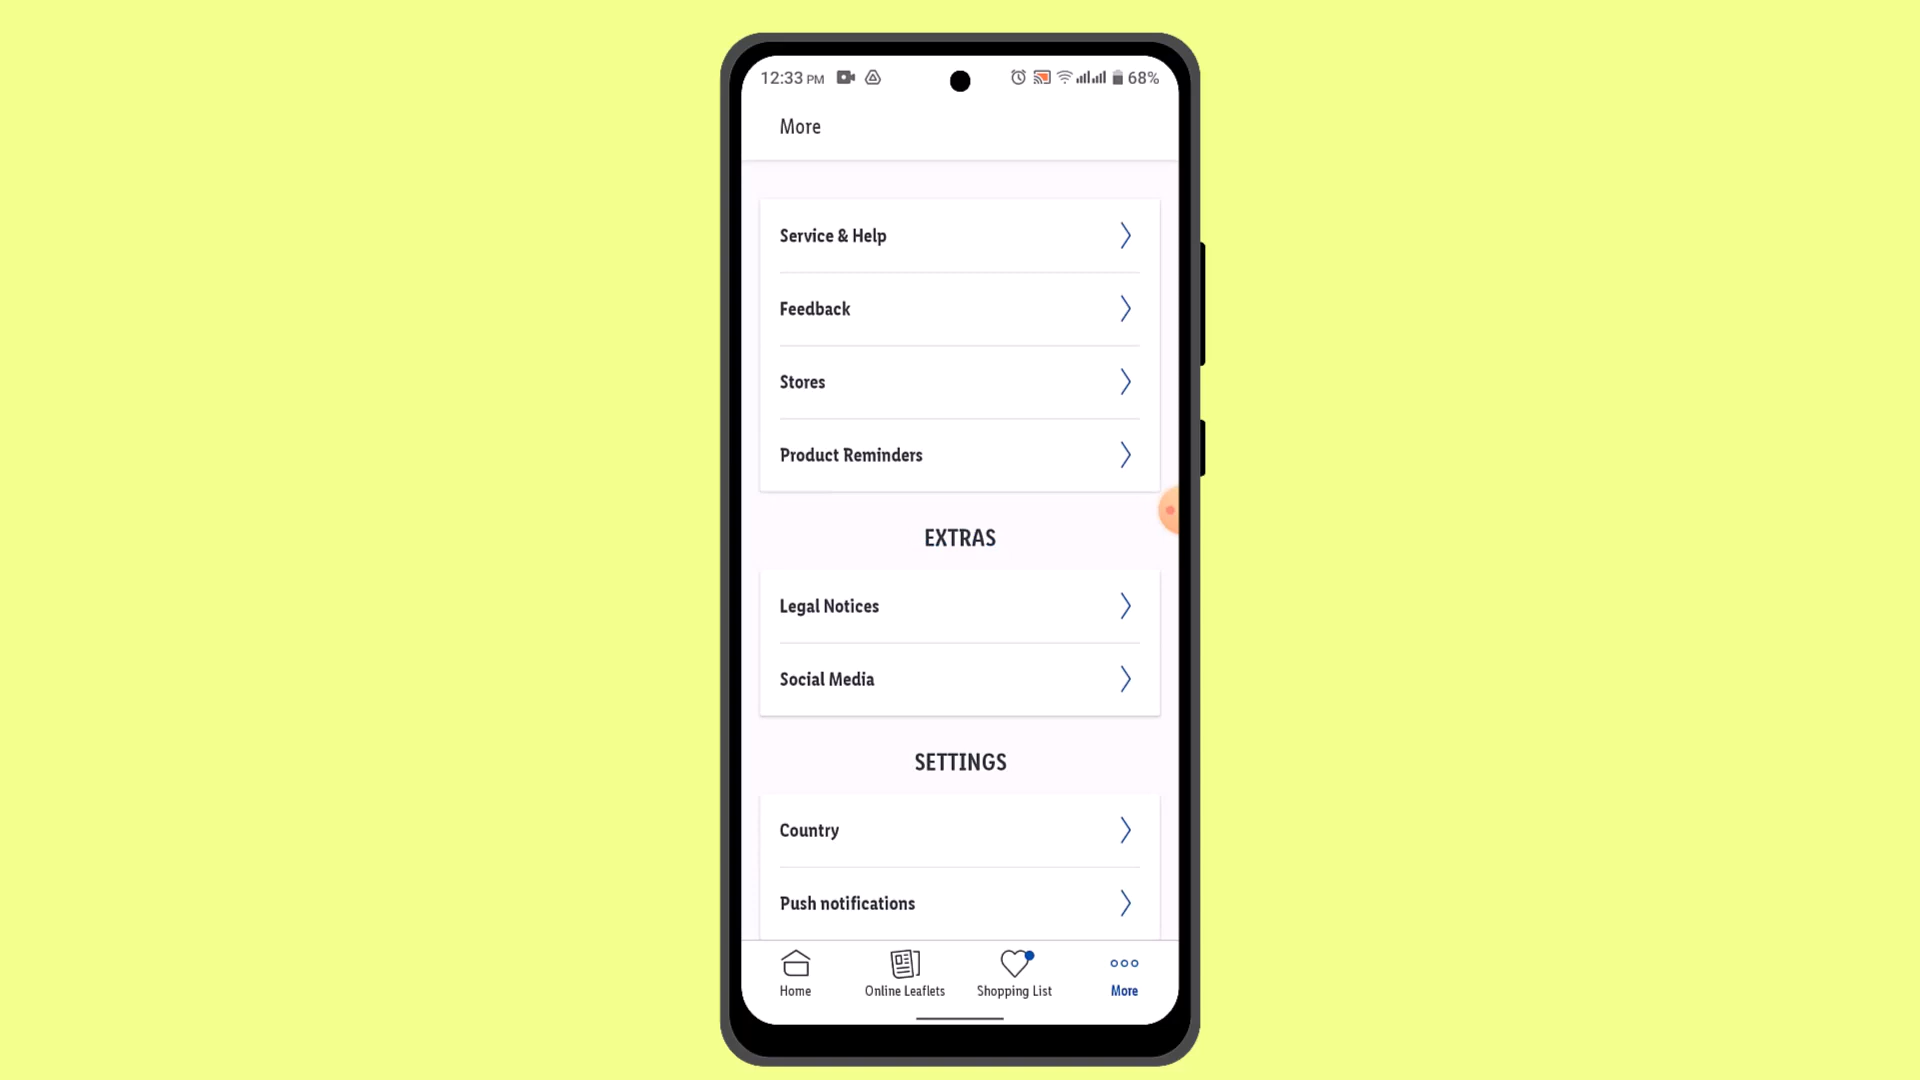 12:33 PM 68%
More
Service & Help
Feedback
Stores
Product Reminders
EXTRAS
Legal Notices
Social Media
SETTINGS
Country
Push notifications
Home Online Leaflets Shopping List More